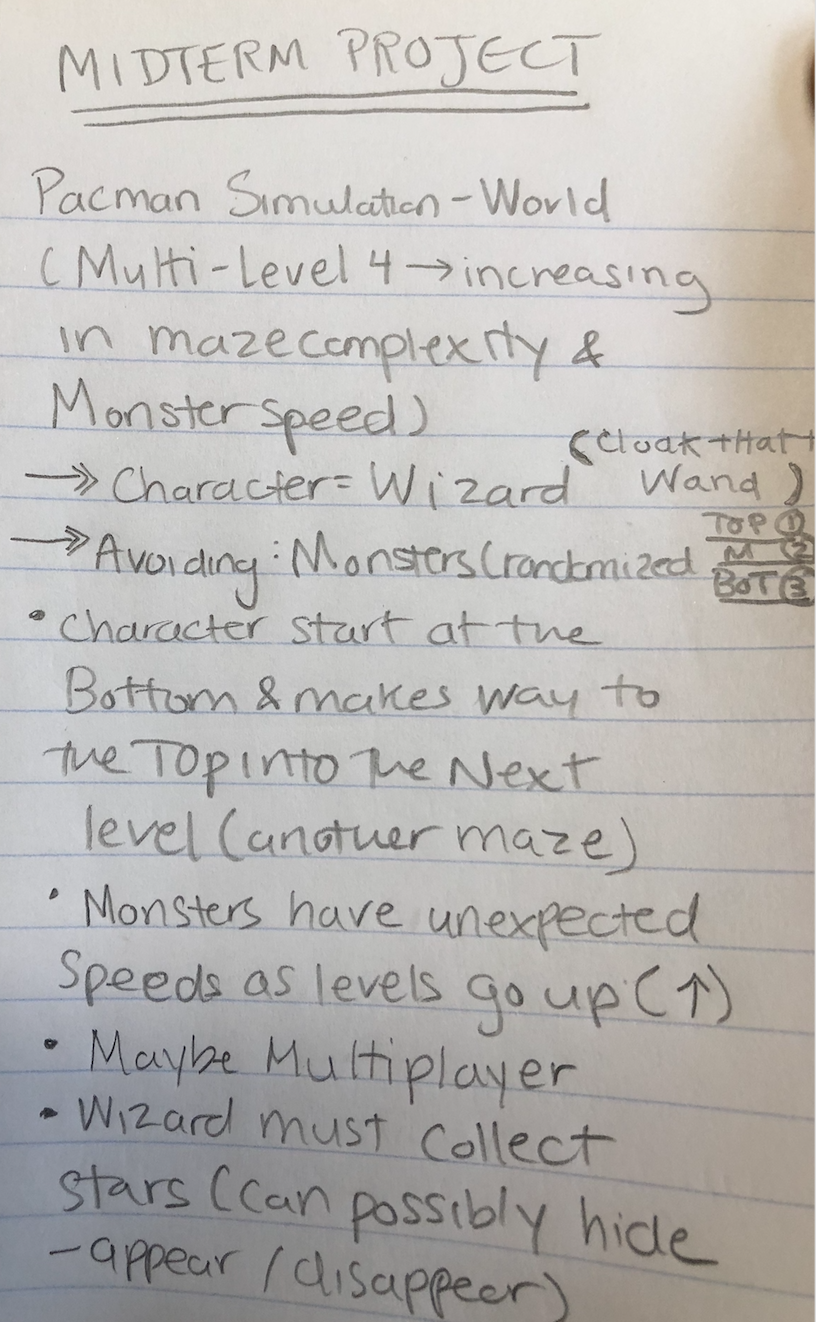 MIDTERM PROJECT
Pacman Simulation - World
(Multi-Level 4 → increasing
in maze complexity &
Monster speed)
(Cloak + Hat +
→> Character = Wizard Wand)
TOP ①
→> Avoiding : Monsters (randomized M ②
BOT ③
• Character start at the
Bottom & makes way to
the Top into the Next
level (another maze)
• Monsters have unexpected
Speeds as levels go up (↑)
• Maybe Multiplayer
• Wizard must collect
stars (can possibly hide
- appear / disappear)